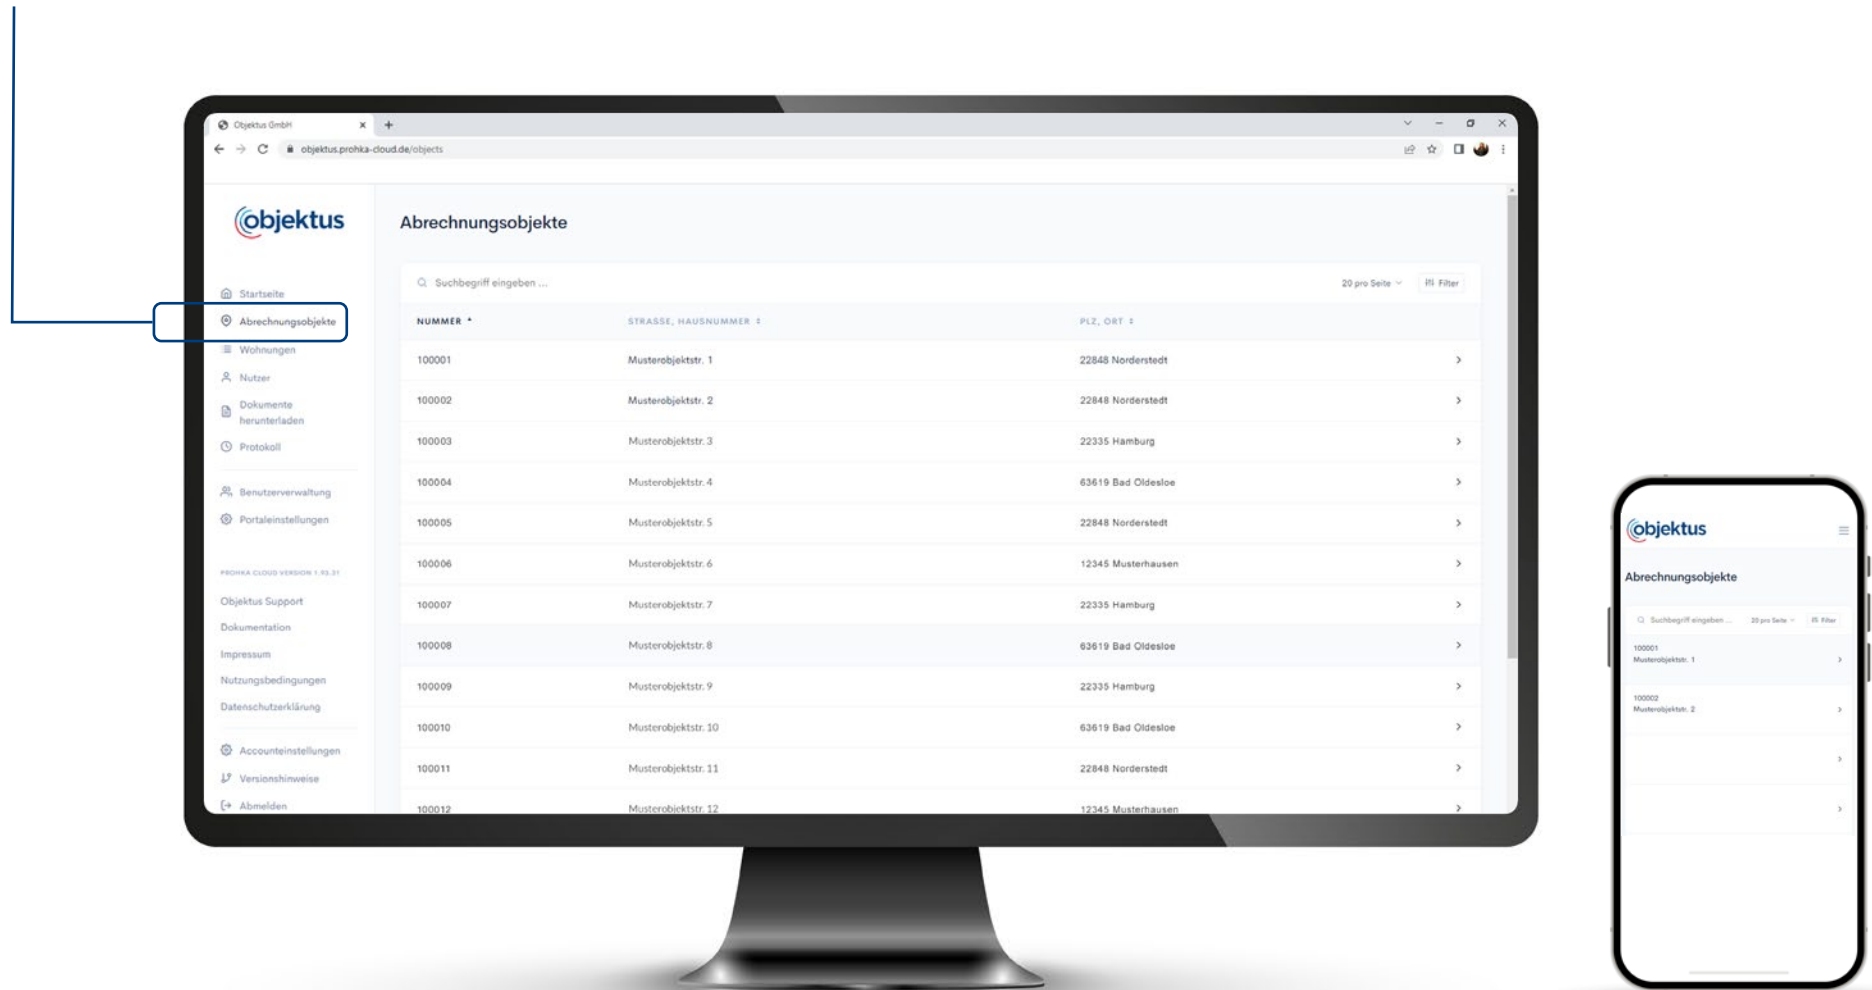 Objektus GmbH
objektus.prohka-cloud.de/objects
objektus
Startseite
Abrechnungsobjekte
Wohnungen
Nutzer
Dokumente
herunterladen
Protokoll
Benutzerverwaltung
Portaleinstellungen
PROHKA CLOUD VERSION 1.93.31
Objektus Support
Dokumentation
Impressum
Nutzungsbedingungen
Datenschutzerklärung
Accounteinstellungen
Versionshinweise
Abmelden
Abrechnungsobjekte
Suchbegriff eingeben ... 20 pro Seite Filter
NUMMER STRASSE, HAUSNUMMER PLZ, ORT
100001 Musterobjektstr. 1 22848 Norderstedt
100002 Musterobjektstr. 2 22848 Norderstedt
100003 Musterobjektstr. 3 22335 Hamburg
100004 Musterobjektstr. 4 63619 Bad Oldesloe
100005 Musterobjektstr. 5 22848 Norderstedt
100006 Musterobjektstr. 6 12345 Musterhausen
100007 Musterobjektstr. 7 22335 Hamburg
100008 Musterobjektstr. 8 63619 Bad Oldesloe
100009 Musterobjektstr. 9 22335 Hamburg
100010 Musterobjektstr. 10 63619 Bad Oldesloe
100011 Musterobjektstr. 11 22848 Norderstedt
100012 Musterobjektstr. 12 12345 Musterhausen
objektus
Abrechnungsobjekte
Suchbegriff eingeben ... 20 pro Seite Filter
100001
Musterobjektstr. 1
100002
Musterobjektstr. 2